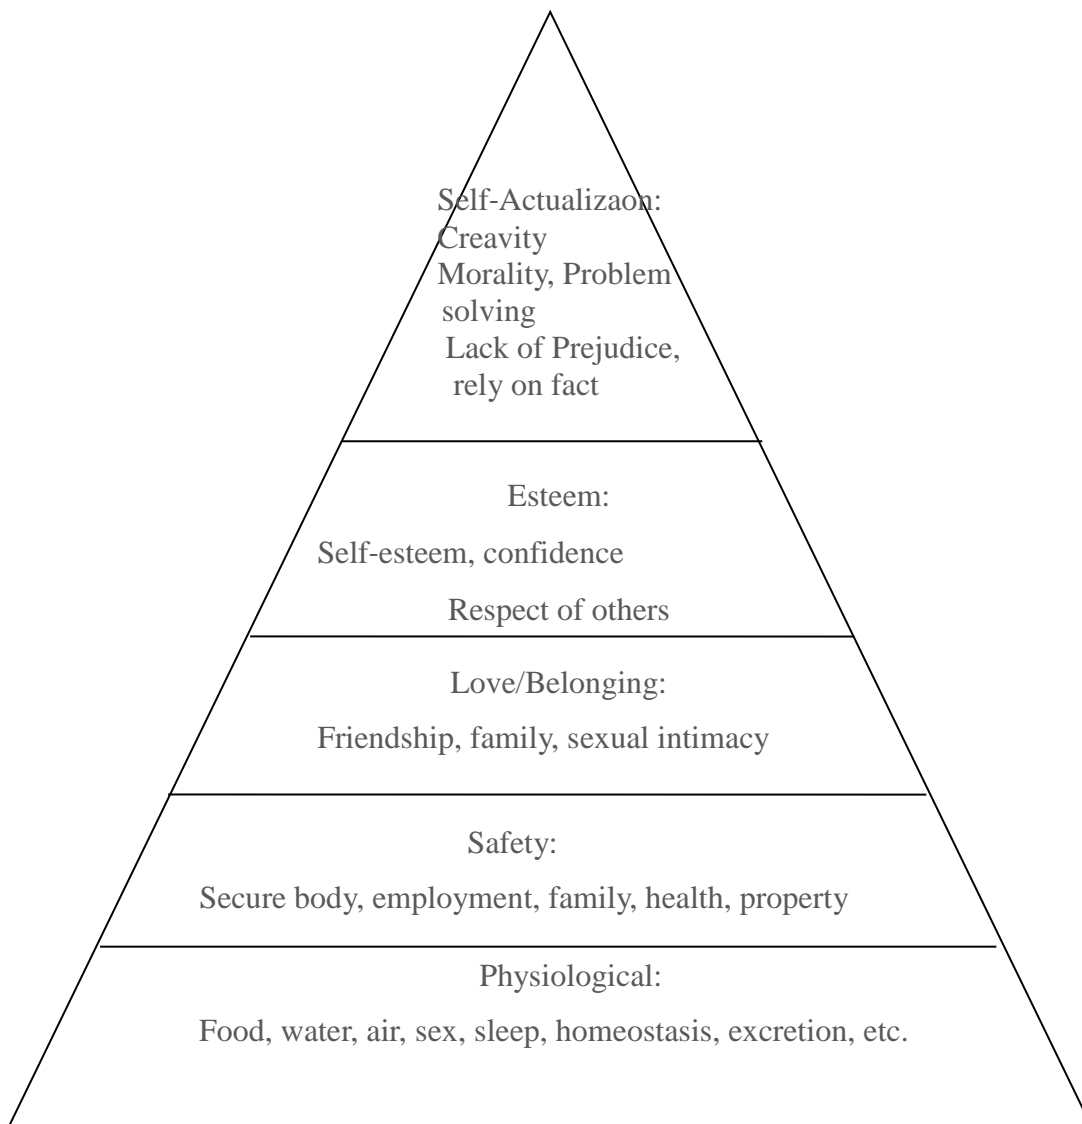 Self-Actualizaon:
Creavity
Morality, Problem
solving
Lack of Prejudice,
rely on fact
Esteem:
Self-esteem, confidence
Respect of others
Love/Belonging:
Friendship, family, sexual intimacy
Safety:
Secure body, employment, family, health, property
Physiological:
Food, water, air, sex, sleep, homeostasis, excretion, etc.